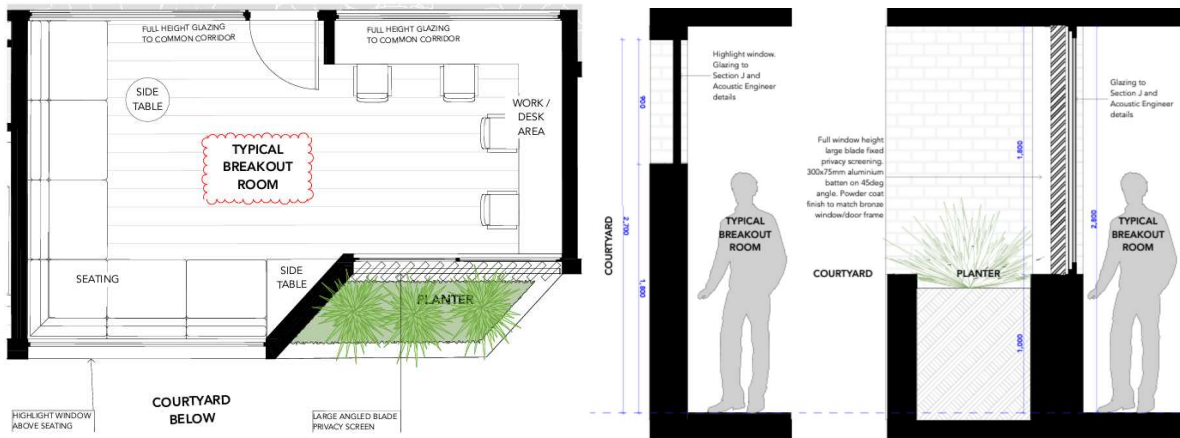 FULL HEIGHT GLAZING
TO COMMON CORRIDOR
FULL HEIGHT GLAZING
TO COMMON CORRIDOR
SIDE
TABLE
WORK /
DESK
AREA
TYPICAL
BREAKOUT
ROOM
SEATING
SIDE
TABLE
PLANTER
HIGHLIGHT WINDOW
ABOVE SEATING
COURTYARD
BELOW
LARGE ANGLED BLADE
PRIVACY SCREEN
Highlight window.
Glazing to
Section J and
Acoustic Engineer
details
900
2,700
1,800
COURTYARD
TYPICAL
BREAKOUT
ROOM
Full window height
large blade fixed
privacy screening.
300x75mm aluminium
batten on 45deg
angle. Powder coat
finish to match bronze
window/door frame
COURTYARD
PLANTER
1,800
1,000
2,800
Glazing to
Section J and
Acoustic Engineer
details
TYPICAL
BREAKOUT
ROOM